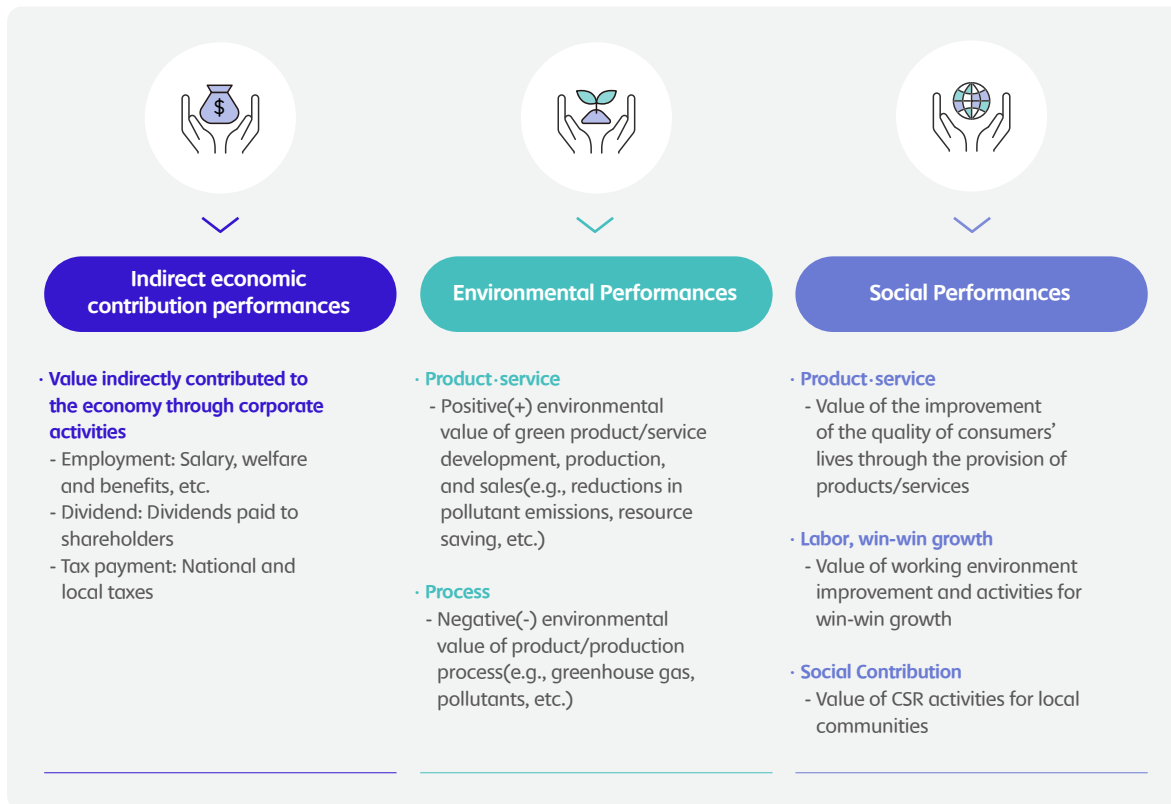 $
Indirect economic
contribution performances
· Value indirectly contributed to
the economy through corporate
activities
- Employment: Salary, welfare
and benefits, etc.
- Dividend: Dividends paid to
shareholders
- Tax payment: National and
local taxes
Environmental Performances
· Product·service
- Positive(+) environmental
value of green product/service
development, production,
and sales(e.g., reductions in
pollutant emissions, resource
saving, etc.)
· Process
- Negative(-) environmental
value of product/production
process(e.g., greenhouse gas,
pollutants, etc.)
Social Performances
· Product·service
- Value of the improvement
of the quality of consumers’
lives through the provision of
products/services
· Labor, win-win growth
- Value of working environment
improvement and activities for
win-win growth
· Social Contribution
- Value of CSR activities for local
communities